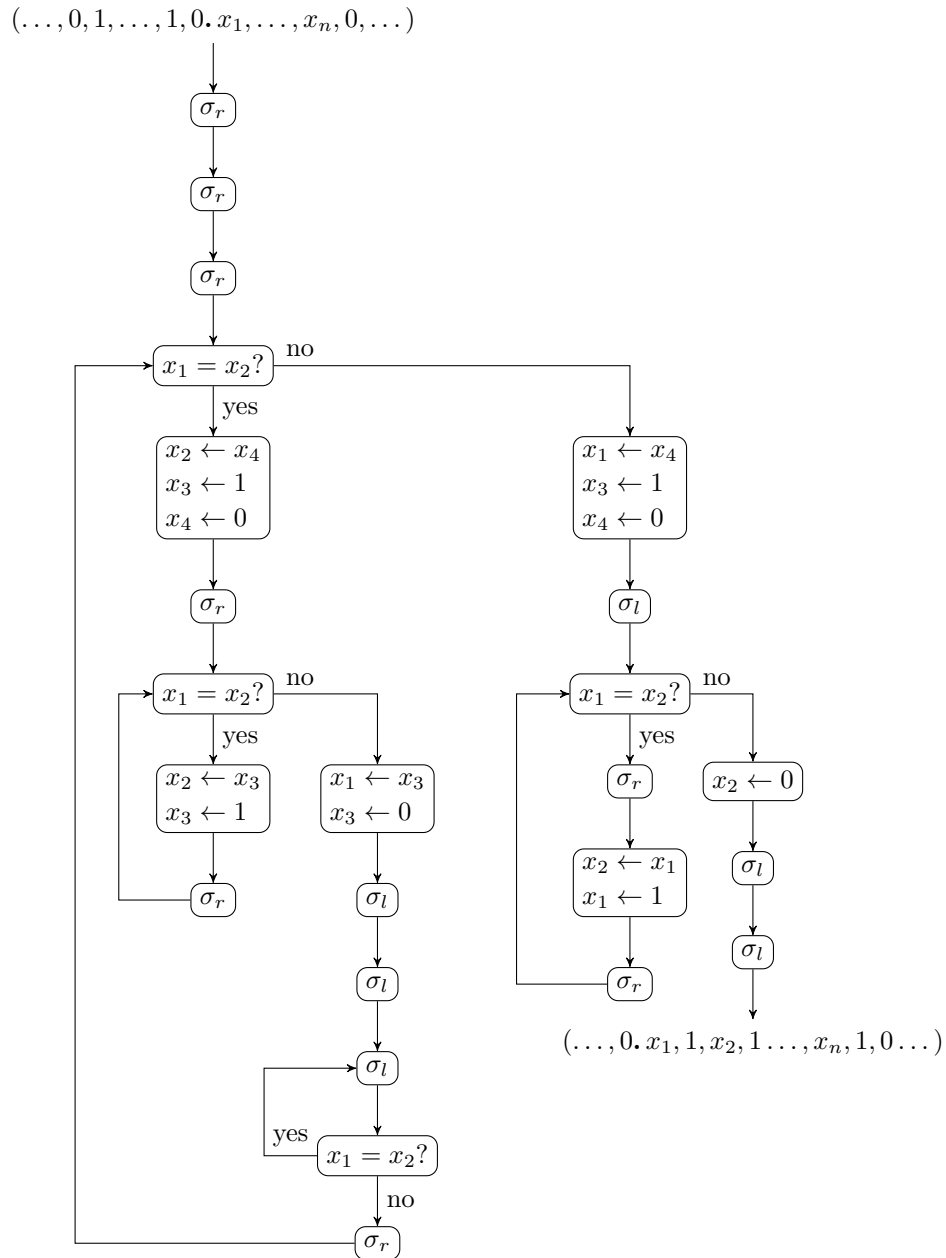 (…, 0, 1, …, 1, 0. x₁, …, xₙ, 0, …)
σᵣ
σᵣ
σᵣ
x₁ = x₂?
no
yes
x₂ ← x₄
x₃ ← 1
x₄ ← 0
x₁ ← x₄
x₃ ← 1
x₄ ← 0
σᵣ
σₗ
x₁ = x₂?
no
yes
x₁ = x₂?
no
yes
x₂ ← x₃
x₃ ← 1
x₁ ← x₃
x₃ ← 0
σᵣ
x₂ ← 0
σᵣ
σₗ
x₂ ← x₁
x₁ ← 1
σₗ
σₗ
σₗ
σᵣ
(…, 0. x₁, 1, x₂, 1 …, xₙ, 1, 0 …)
σₗ
yes
x₁ = x₂?
no
σᵣ